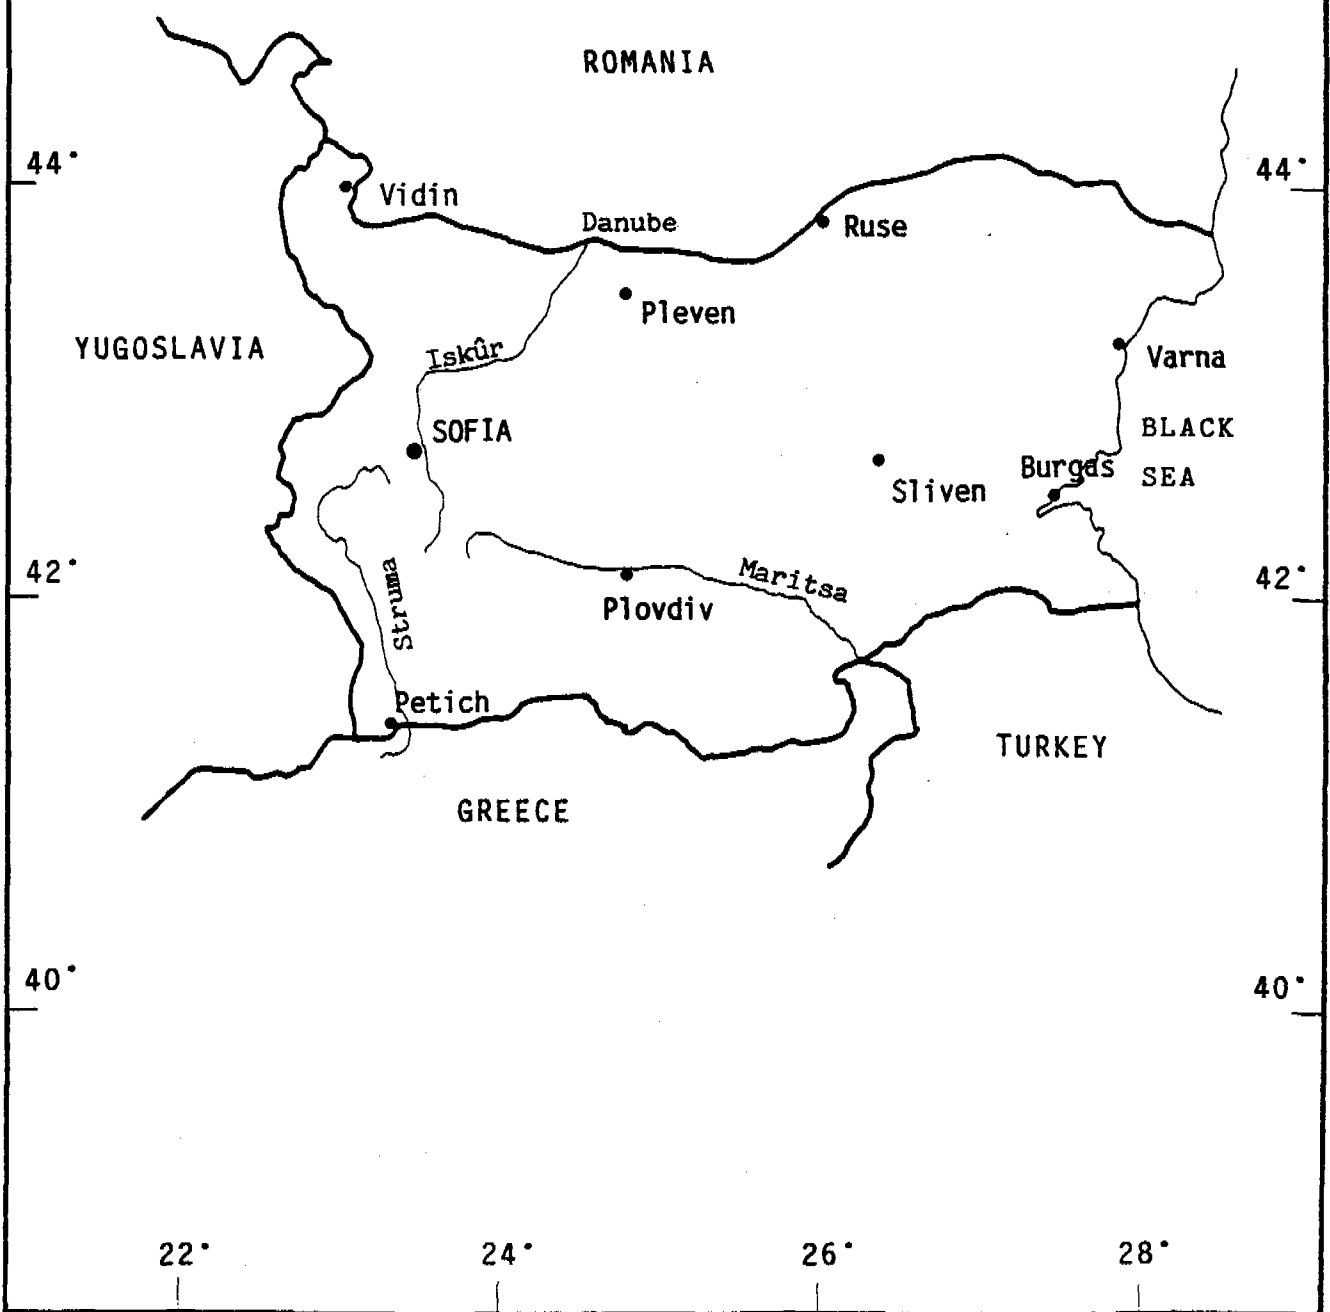 ROMANIA
44°
44°
Vidin
Danube
Ruse
Pleven
YUGOSLAVIA
Iskûr
Varna
SOFIA
BLACK
Burgas
SEA
Sliven
42°
Struma
Maritsa
42°
Plovdiv
Petich
TURKEY
GREECE
40°
40°
22°
24°
26°
28°